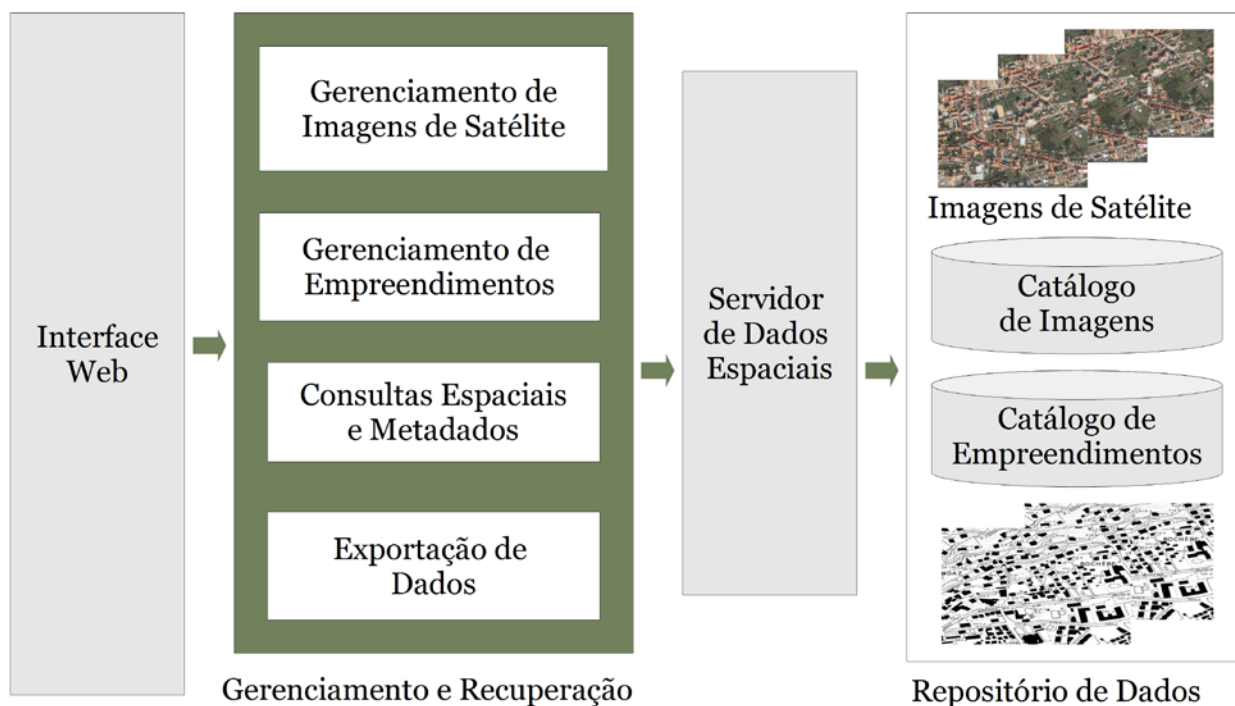 Interface
Web
Gerenciamento de
Imagens de Satélite
Gerenciamento de
Empreendimentos
Consultas Espaciais
e Metadados
Exportação de
Dados
Gerenciamento e Recuperação
Servidor
de Dados
Espaciais
Imagens de Satélite
Catálogo
de Imagens
Catálogo de
Empreendimentos
Repositório de Dados